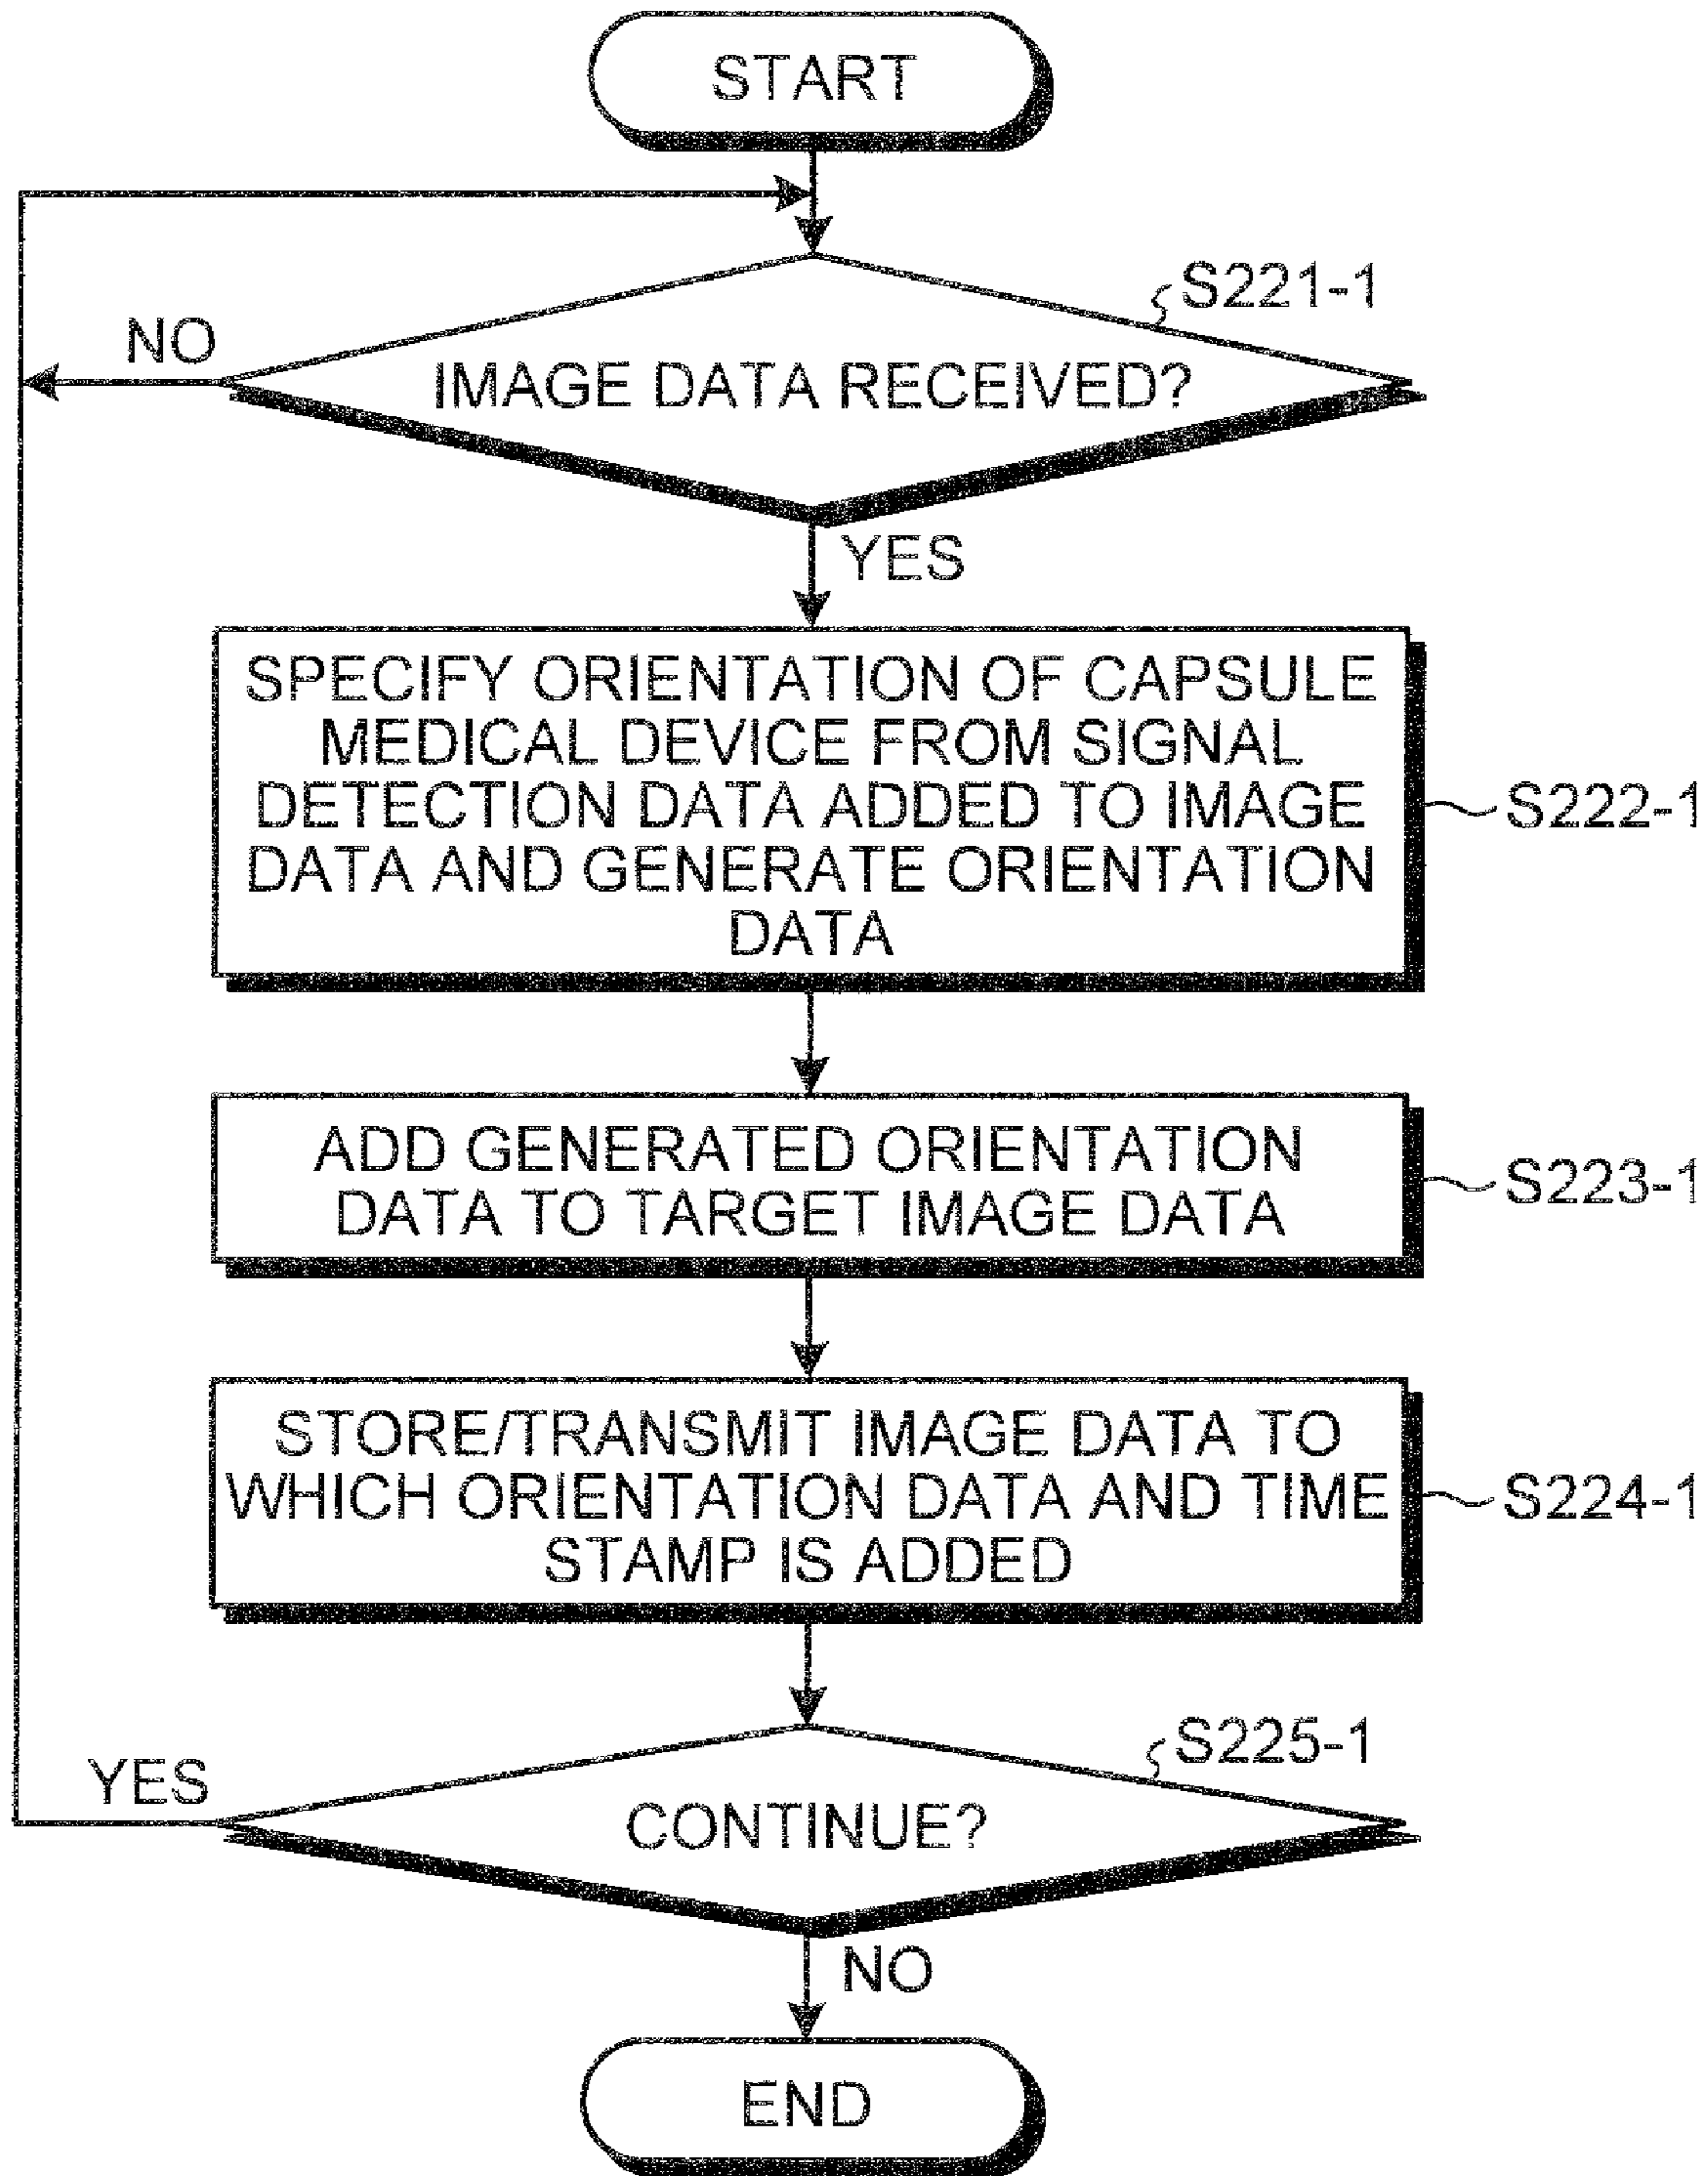 START
S221-1
NO
IMAGE DATA RECEIVED?
YES
SPECIFY ORIENTATION OF CAPSULE
MEDICAL DEVICE FROM SIGNAL
DETECTION DATA ADDED TO IMAGE
DATA AND GENERATE ORIENTATION
DATA
S222-1
ADD GENERATED ORIENTATION
DATA TO TARGET IMAGE DATA
S223-1
STORE/TRANSMIT IMAGE DATA TO
WHICH ORIENTATION DATA AND TIME
STAMP IS ADDED
S224-1
S225-1
YES
CONTINUE?
NO
END